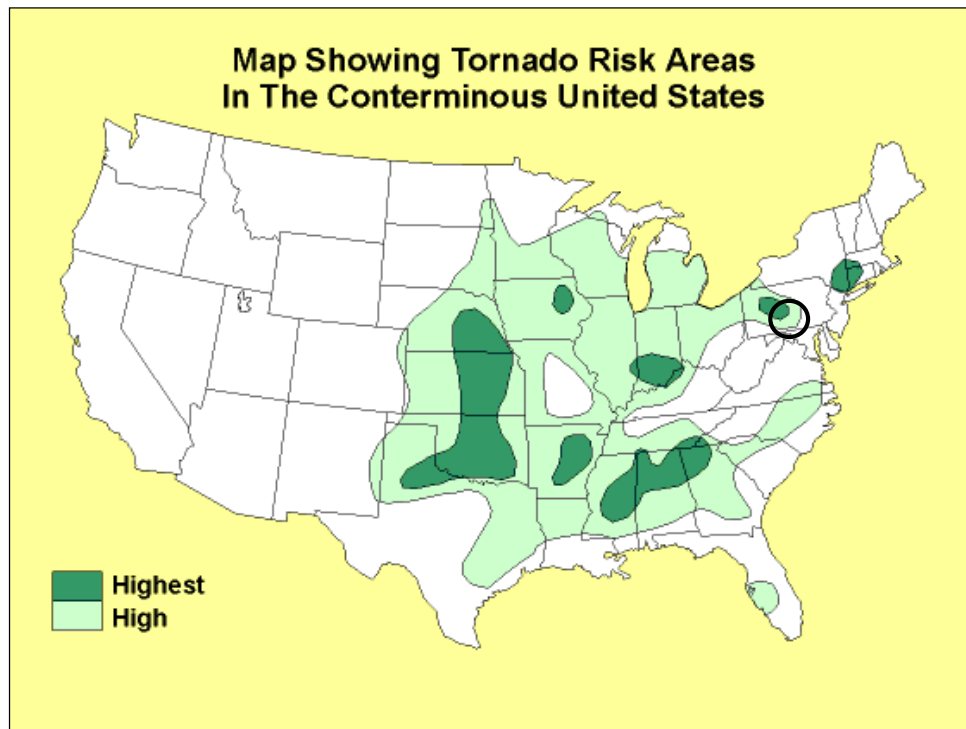 Map Showing Tornado Risk Areas
In The Conterminous United States
Highest
High